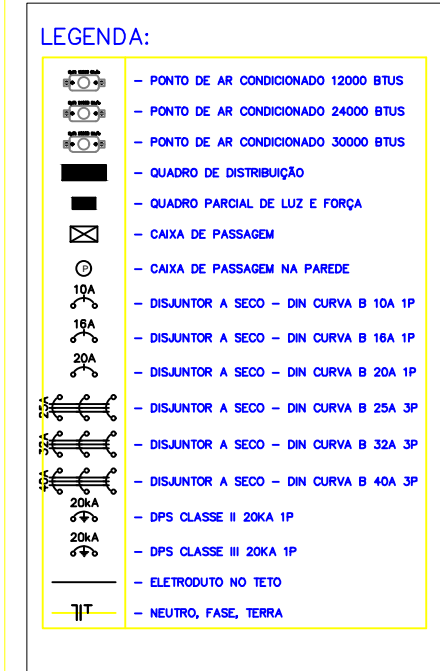 LEGENDA:
– PONTO DE AR CONDICIONADO 12000 BTUS
– PONTO DE AR CONDICIONADO 24000 BTUS
– PONTO DE AR CONDICIONADO 30000 BTUS
– QUADRO DE DISTRIBUIÇÃO
– QUADRO PARCIAL DE LUZ E FORÇA
– CAIXA DE PASSAGEM
P – CAIXA DE PASSAGEM NA PAREDE
10A – DISJUNTOR A SECO – DIN CURVA B 10A 1P
16A – DISJUNTOR A SECO – DIN CURVA B 16A 1P
20A – DISJUNTOR A SECO – DIN CURVA B 20A 1P
25A – DISJUNTOR A SECO – DIN CURVA B 25A 3P
32A – DISJUNTOR A SECO – DIN CURVA B 32A 3P
40A – DISJUNTOR A SECO – DIN CURVA B 40A 3P
20kA – DPS CLASSE II 20KA 1P
20kA – DPS CLASSE III 20KA 1P
– ELETRODUTO NO TETO
– NEUTRO, FASE, TERRA